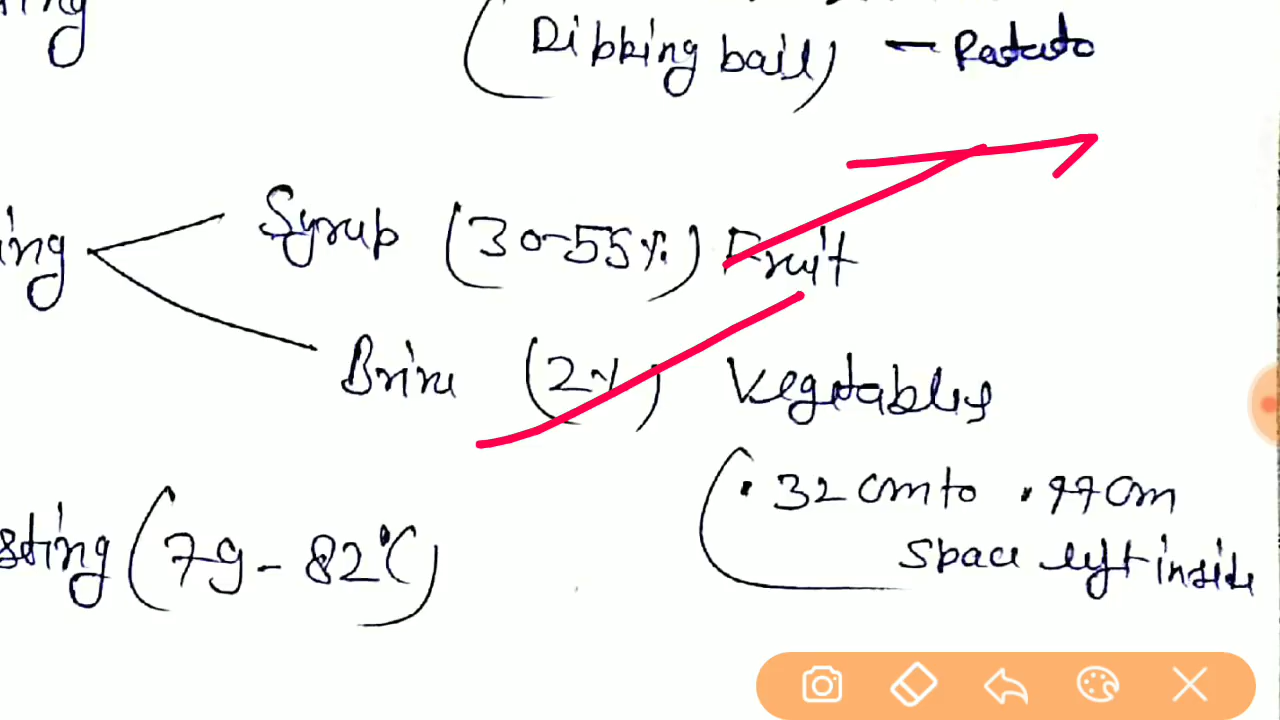 ing
(Dibbing bail) - Potato
ing
Syrup (30-55%) Fruit
Brine (2%) Vegetables
(.32 cm to .47 cm
space left inside
sting (79-82°C)